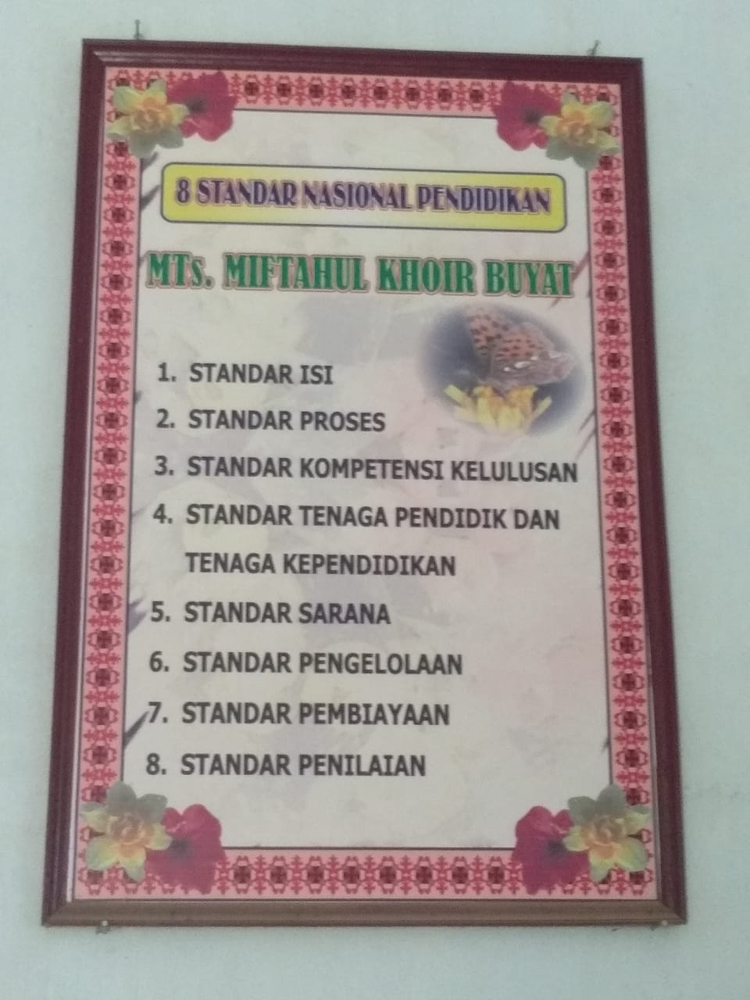 8 STANDAR NASIONAL PENDIDIKAN
MTs. MIFTAHUL KHOIR BUYAT
1. STANDAR ISI
2. STANDAR PROSES
3. STANDAR KOMPETENSI KELULUSAN
4. STANDAR TENAGA PENDIDIK DAN
TENAGA KEPENDIDIKAN
5. STANDAR SARANA
6. STANDAR PENGELOLAAN
7. STANDAR PEMBIAYAAN
8. STANDAR PENILAIAN